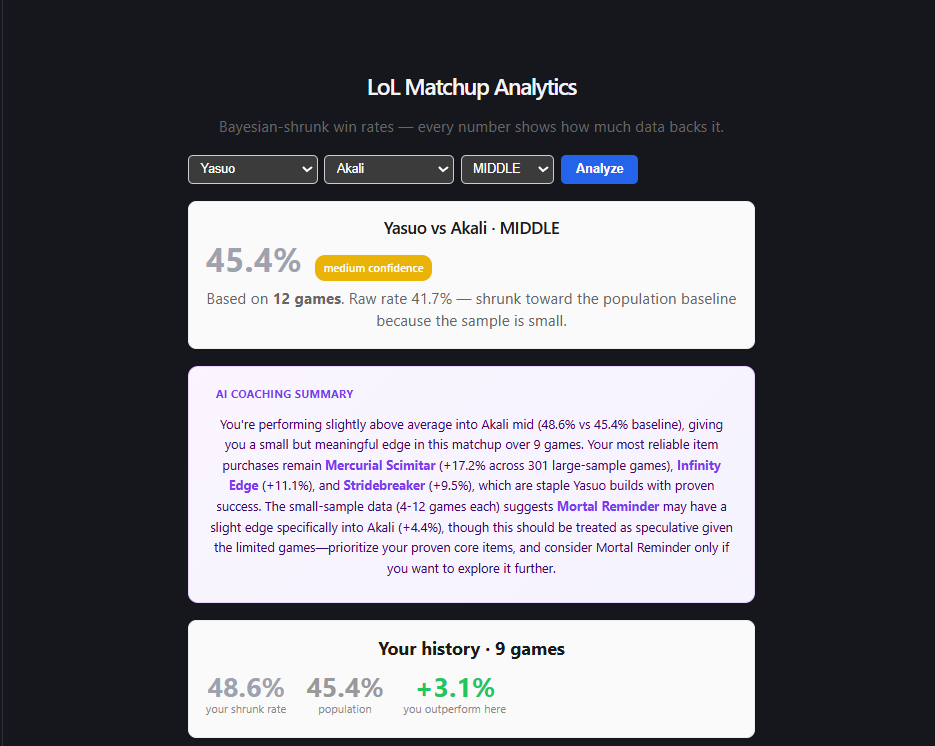 LoL Matchup Analytics
Bayesian-shrunk win rates — every number shows how much data backs it.
Yasuo Akali MIDDLE Analyze
Yasuo vs Akali · MIDDLE
45.4% medium confidence
Based on 12 games. Raw rate 41.7% — shrunk toward the population baseline
because the sample is small.
AI COACHING SUMMARY
You're performing slightly above average into Akali mid (48.6% vs 45.4% baseline), giving
you a small but meaningful edge in this matchup over 9 games. Your most reliable item
purchases remain Mercurial Scimitar (+17.2% across 301 large-sample games), Infinity
Edge (+11.1%), and Stridebreaker (+9.5%), which are staple Yasuo builds with proven
success. The small-sample data (4-12 games each) suggests Mortal Reminder may have a
slight edge specifically into Akali (+4.4%), though this should be treated as speculative given
the limited games—prioritize your proven core items, and consider Mortal Reminder only if
you want to explore it further.
Your history · 9 games
48.6% 45.4% +3.1%
your shrunk rate population you outperform here